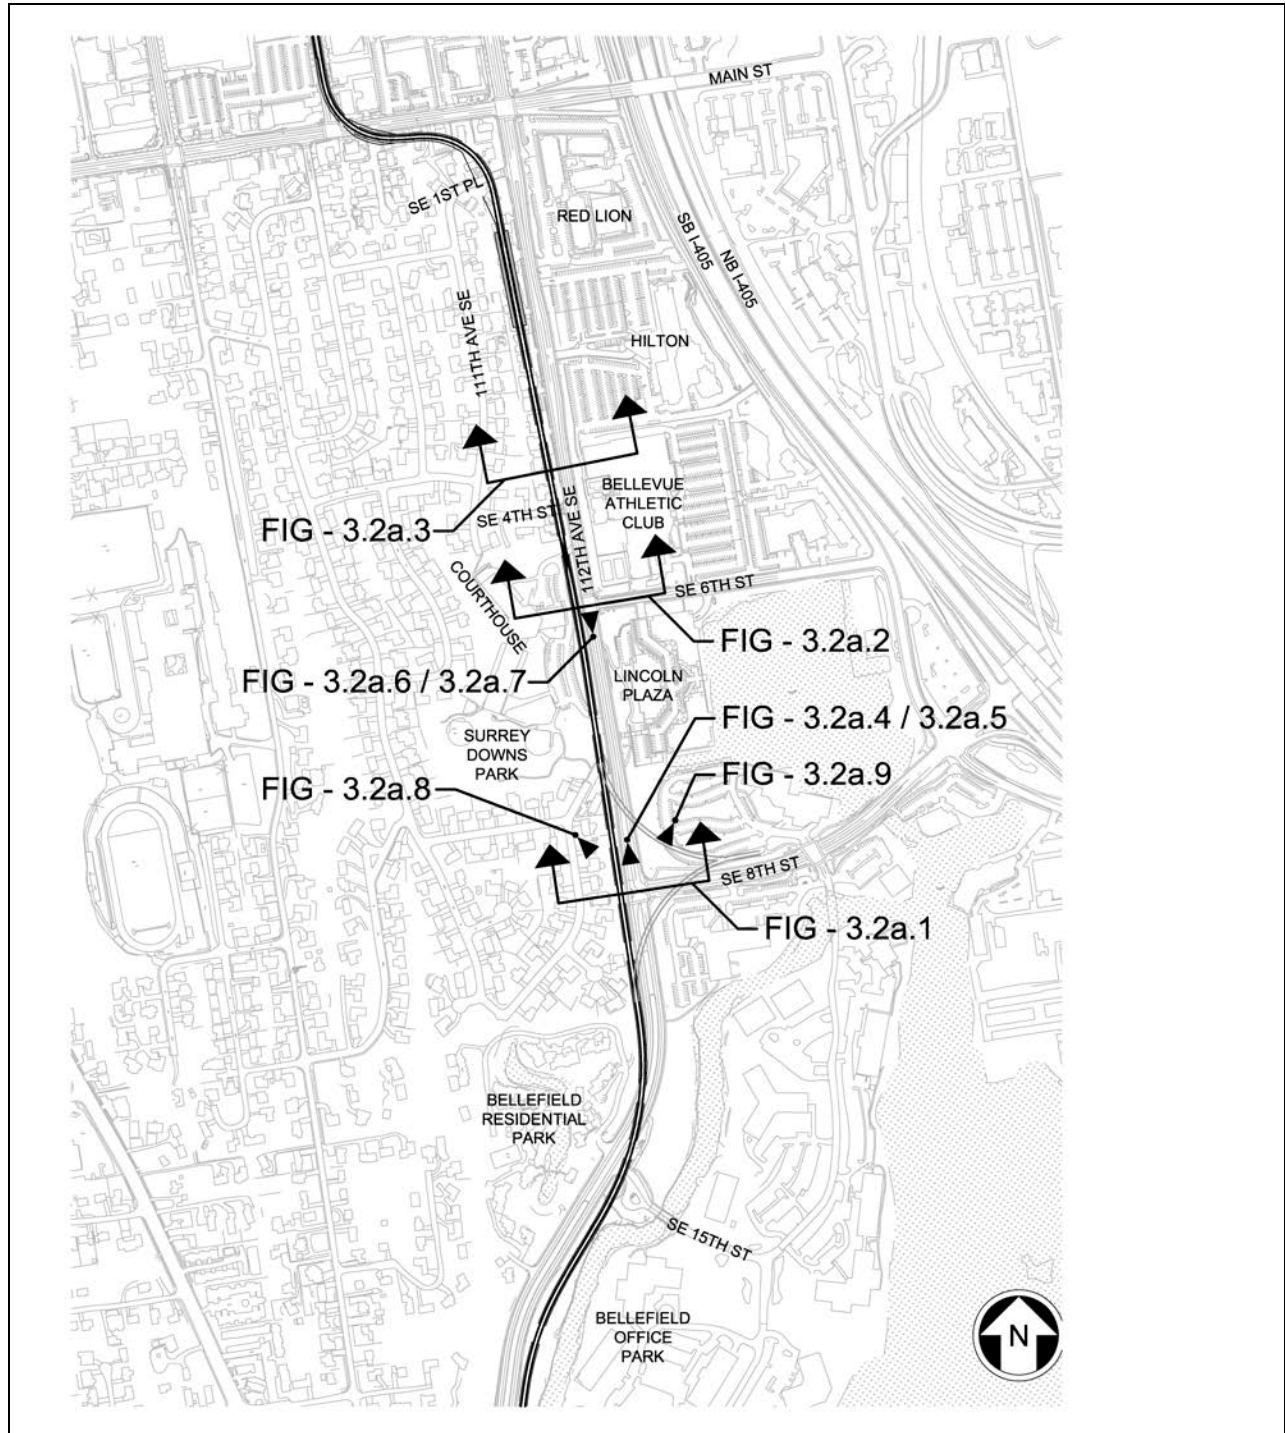 MAIN ST
SE 1ST PL
RED LION
SB I-405
NB I-405
111TH AVE SE
HILTON
BELLEVUE
ATHLETIC
CLUB
112TH AVE SE
SE 4TH ST
FIG - 3.2a.3
COURTHOUSE
SE 6TH ST
FIG - 3.2a.2
FIG - 3.2a.6 / 3.2a.7
LINCOLN
PLAZA
FIG - 3.2a.4 / 3.2a.5
SURREY
DOWNS
PARK
FIG - 3.2a.9
FIG - 3.2a.8
SE 8TH ST
FIG - 3.2a.1
BELLEFIELD
RESIDENTIAL
PARK
SE 15TH ST
BELLEFIELD
OFFICE
PARK
N